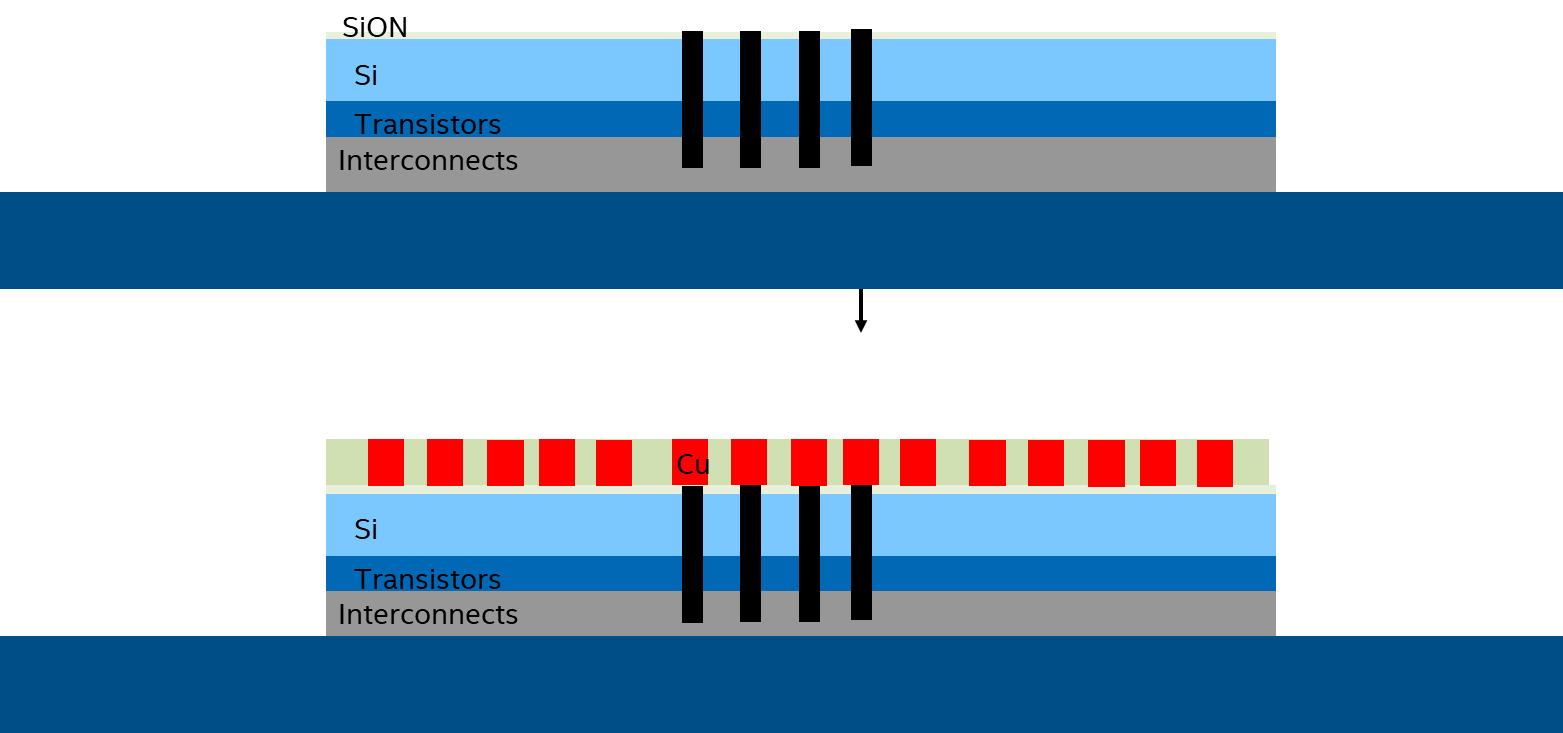 SiON
Si
Transistors
Interconnects
Cu
Si
Transistors
Interconnects